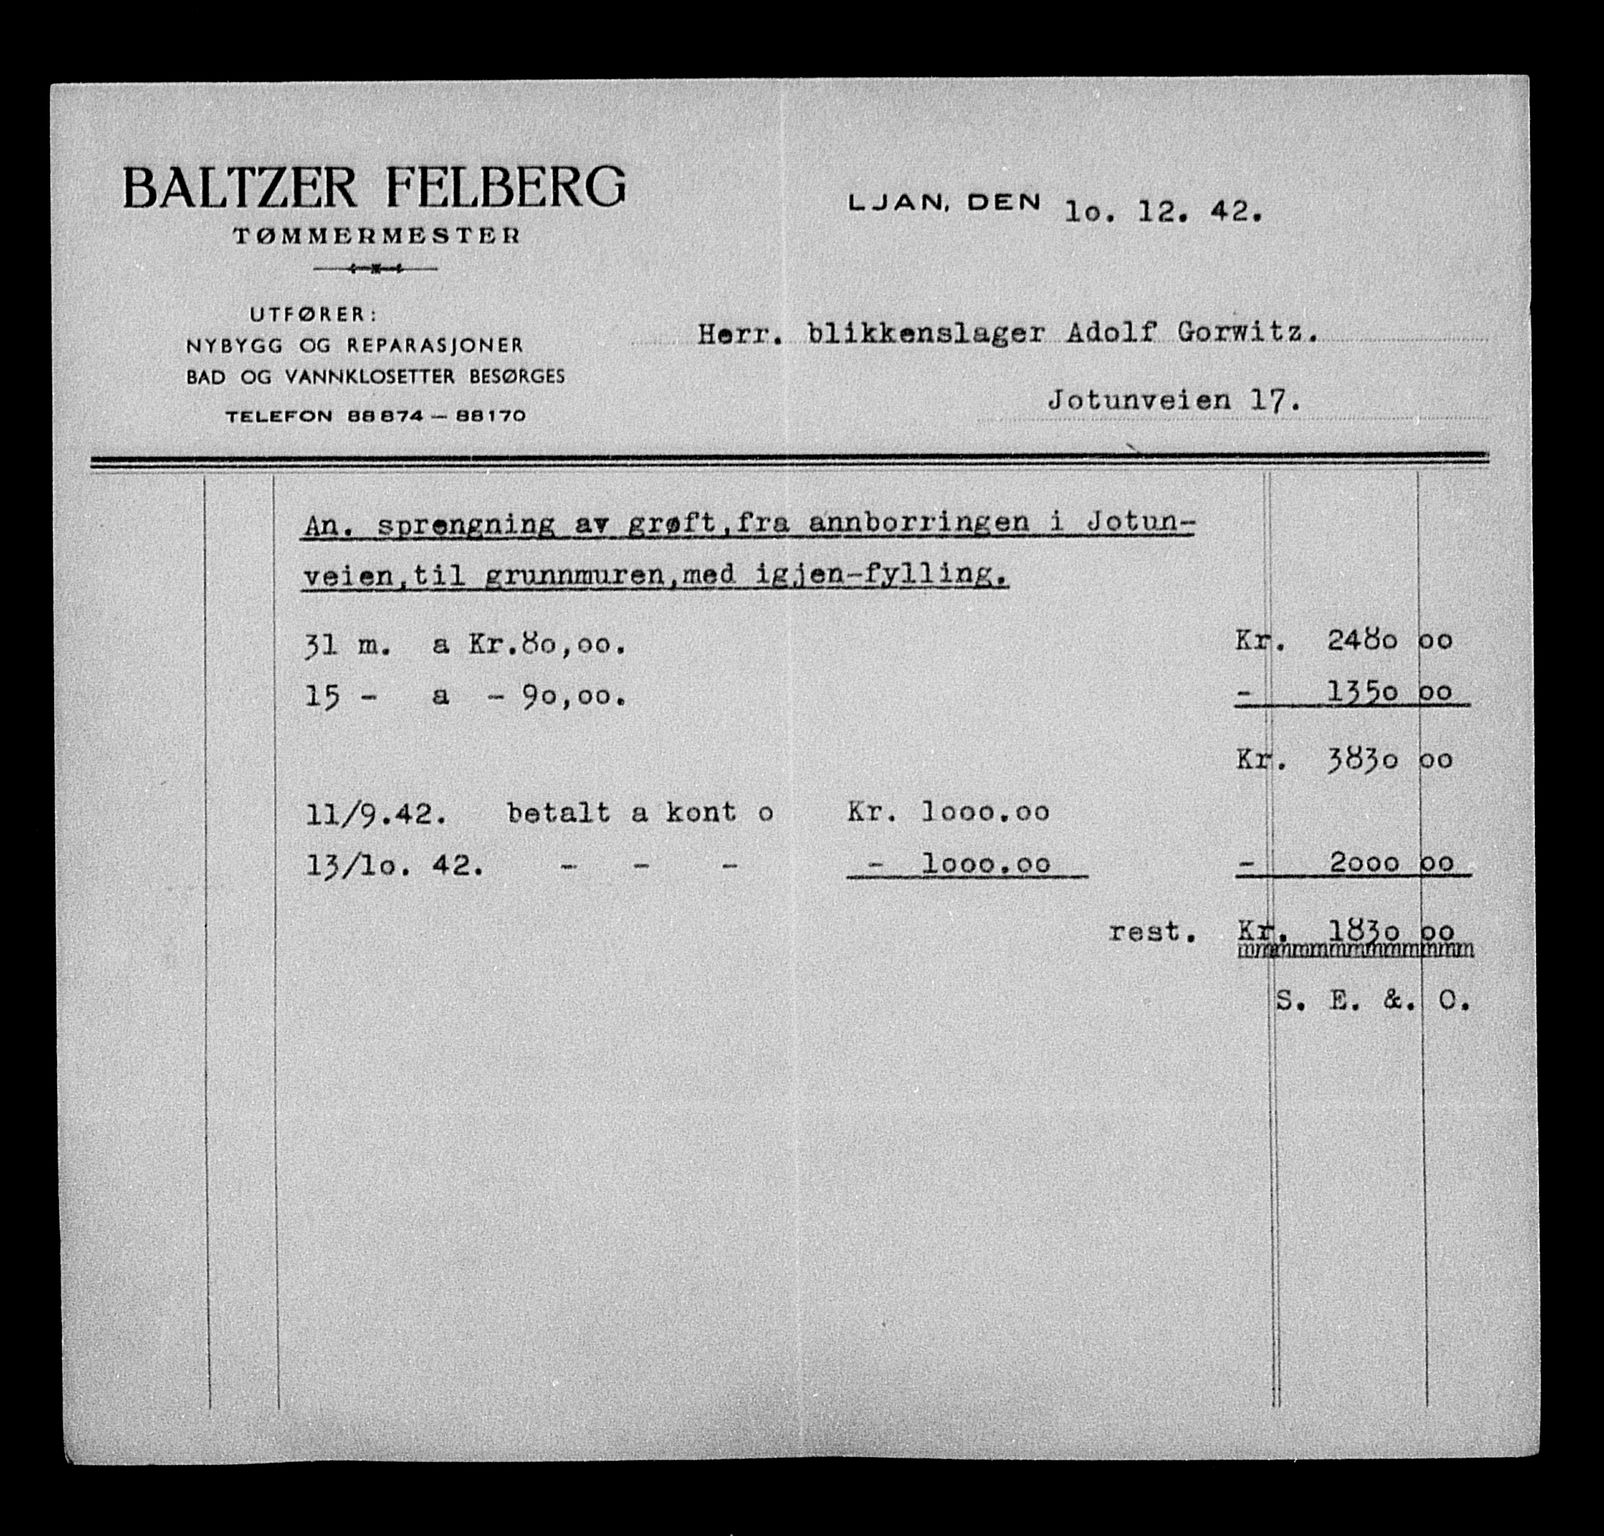 BALTZER FELBERG
TØMMERMESTER
UTFØRER:
NYBYGG OG REPARASJONER
BAD OG VANNKLOSETTER BESØRGES
TELEFON 88874 — 88170
LJAN, DEN 1o. 12. 42.
Herr. blikkenslager Adolf Gorwitz.
Jotunveien 17.
An. sprengning av grøft,fra annborringen i Jotun-
veien,til grunnmuren,med igjen-fylling.
31 m. a Kr.8o,oo. Kr. 248o oo
15 - a - 9o,oo. - 135o oo
Kr. 383o oo
11/9.42. betalt a kont o Kr. 1ooo.oo
13/1o. 42. - - - - 1ooo.oo - 2ooo oo
rest. Kr. 183o oo
mmmmmmmmmmmmm
S. E. &. O.